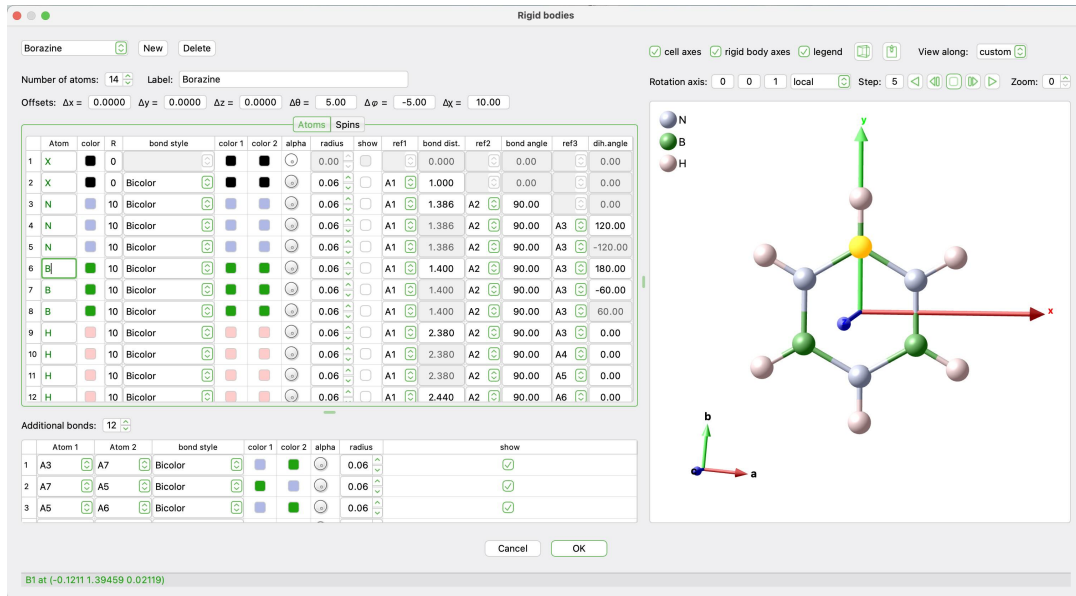 Rigid bodies
Borazine New Delete
Number of atoms: 14 Label: Borazine
Offsets: Δx = 0.0000 Δy = 0.0000 Δz = 0.0000 Δθ = 5.00 Δφ = -5.00 Δχ = 10.00
Atoms Spins
Atom color R bond style color 1 color 2 alpha radius show ref1 bond dist. ref2 bond angle ref3 dih.angle
1 X 0 0.00 0.000 0.00 0.00
2 X 0 Bicolor 0.06 A1 1.000 0.00 0.00
3 N 10 Bicolor 0.06 A1 1.386 A2 90.00 0.00
4 N 10 Bicolor 0.06 A1 1.386 A2 90.00 A3 120.00
5 N 10 Bicolor 0.06 A1 1.386 A2 90.00 A3 -120.00
6 B 10 Bicolor 0.06 A1 1.400 A2 90.00 A3 180.00
7 B 10 Bicolor 0.06 A1 1.400 A2 90.00 A3 -60.00
8 B 10 Bicolor 0.06 A1 1.400 A2 90.00 A3 60.00
9 H 10 Bicolor 0.06 A1 2.380 A2 90.00 A3 0.00
10 H 10 Bicolor 0.06 A1 2.380 A2 90.00 A4 0.00
11 H 10 Bicolor 0.06 A1 2.380 A2 90.00 A5 0.00
12 H 10 Bicolor 0.06 A1 2.440 A2 90.00 A6 0.00
Additional bonds: 12
Atom 1 Atom 2 bond style color 1 color 2 alpha radius show
1 A3 A7 Bicolor 0.06
2 A7 A5 Bicolor 0.06
3 A5 A6 Bicolor 0.06
cell axes rigid body axes legend View along: custom
Rotation axis: 0 0 1 local Step: 5 Zoom: 0
N
B
H
y
x
b
c a
Cancel OK
B1 at (-0.1211 1.39459 0.02119)